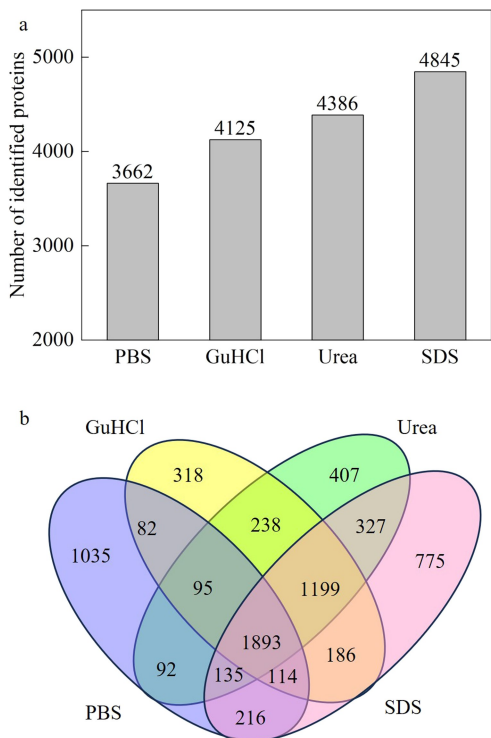 a
Number of identified proteins
5000
4000
3000
2000
3662
4125
4386
4845
PBS
GuHCl
Urea
SDS
b
GuHCl
Urea
318
407
82
238
327
1035
775
95
1199
1893
92
135
114
186
PBS
216
SDS